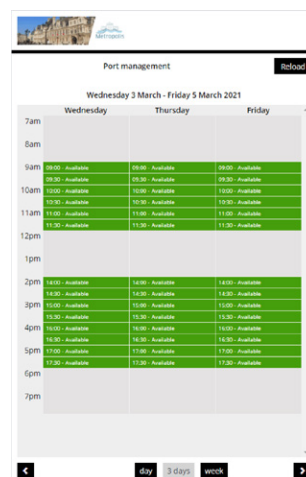 Metropole
Port management
Reload
Wednesday 3 March - Friday 5 March 2021
Wednesday Thursday Friday
7am
8am
9am 09:00 - Available 09:00 - Available 09:00 - Available
09:30 - Available 09:30 - Available 09:30 - Available
10am 10:00 - Available 10:00 - Available 10:00 - Available
10:30 - Available 10:30 - Available 10:30 - Available
11am 11:00 - Available 11:00 - Available 11:00 - Available
11:30 - Available 11:30 - Available 11:30 - Available
12pm
1pm
2pm 14:00 - Available 14:00 - Available 14:00 - Available
14:30 - Available 14:30 - Available 14:30 - Available
3pm 15:00 - Available 15:00 - Available 15:00 - Available
15:30 - Available 15:30 - Available 15:30 - Available
4pm 16:00 - Available 16:00 - Available 16:00 - Available
16:30 - Available 16:30 - Available 16:30 - Available
5pm 17:00 - Available 17:00 - Available 17:00 - Available
17:30 - Available 17:30 - Available 17:30 - Available
6pm
7pm
day 3 days week